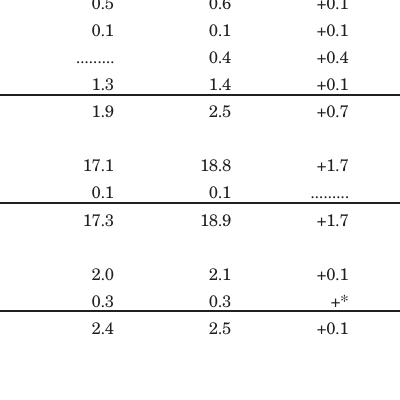 0.5 0.6 +0.1
0.1 0.1 +0.1
......... 0.4 +0.4
1.3 1.4 +0.1
1.9 2.5 +0.7
17.1 18.8 +1.7
0.1 0.1 .........
17.3 18.9 +1.7
2.0 2.1 +0.1
0.3 0.3 +*
2.4 2.5 +0.1